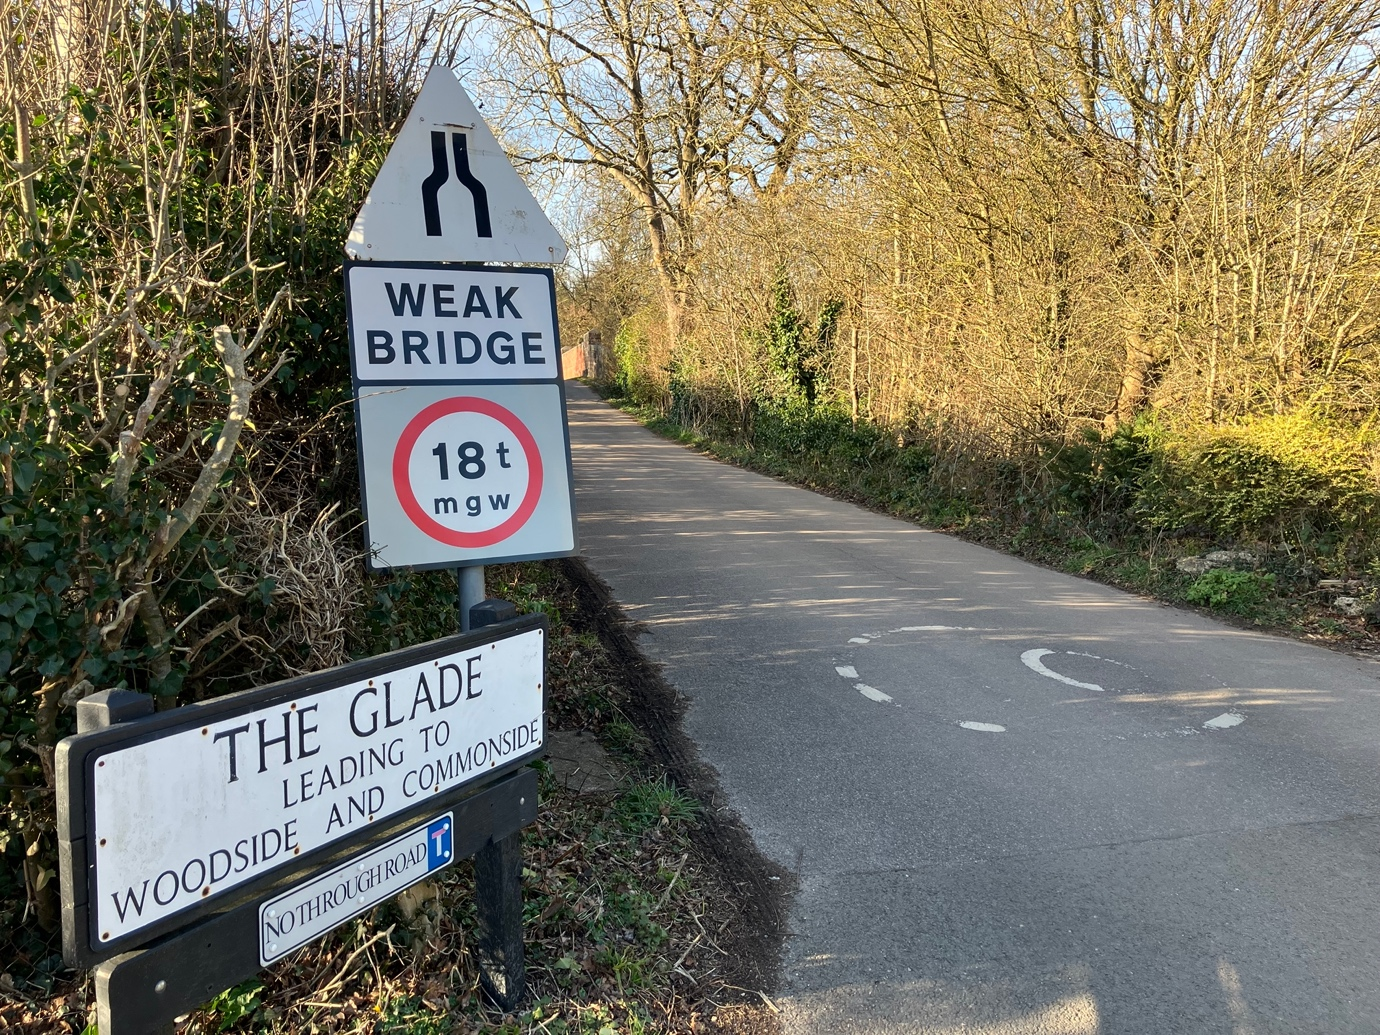 WEAK
BRIDGE
18 t
mgw
THE GLADE
LEADING TO
WOODSIDE AND COMMONSIDE
NO THROUGH ROAD